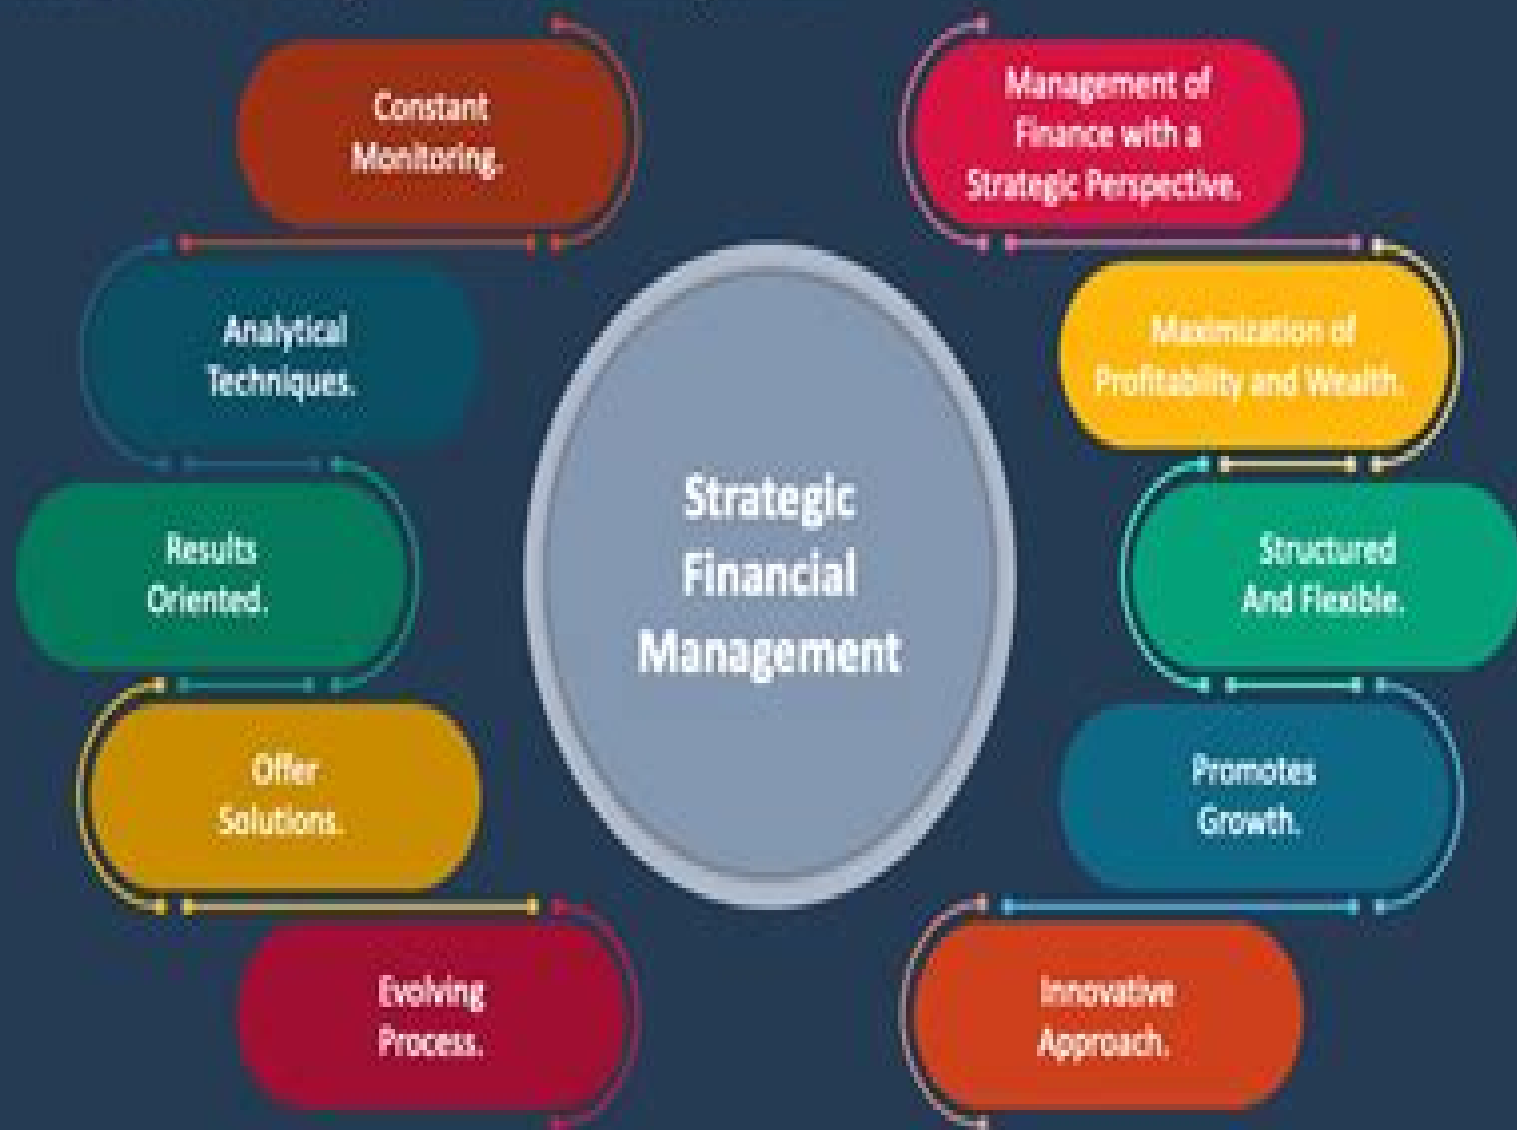 Constant
Monitoring.
Management of
Finance with a
Strategic Perspective.
Analytical
Techniques.
Maximization of
Profitability and Wealth.
Results
Oriented.
Strategic
Financial
Management
Structured
And Flexible.
Offer
Solutions.
Promotes
Growth.
Evolving
Process.
Innovative
Approach.